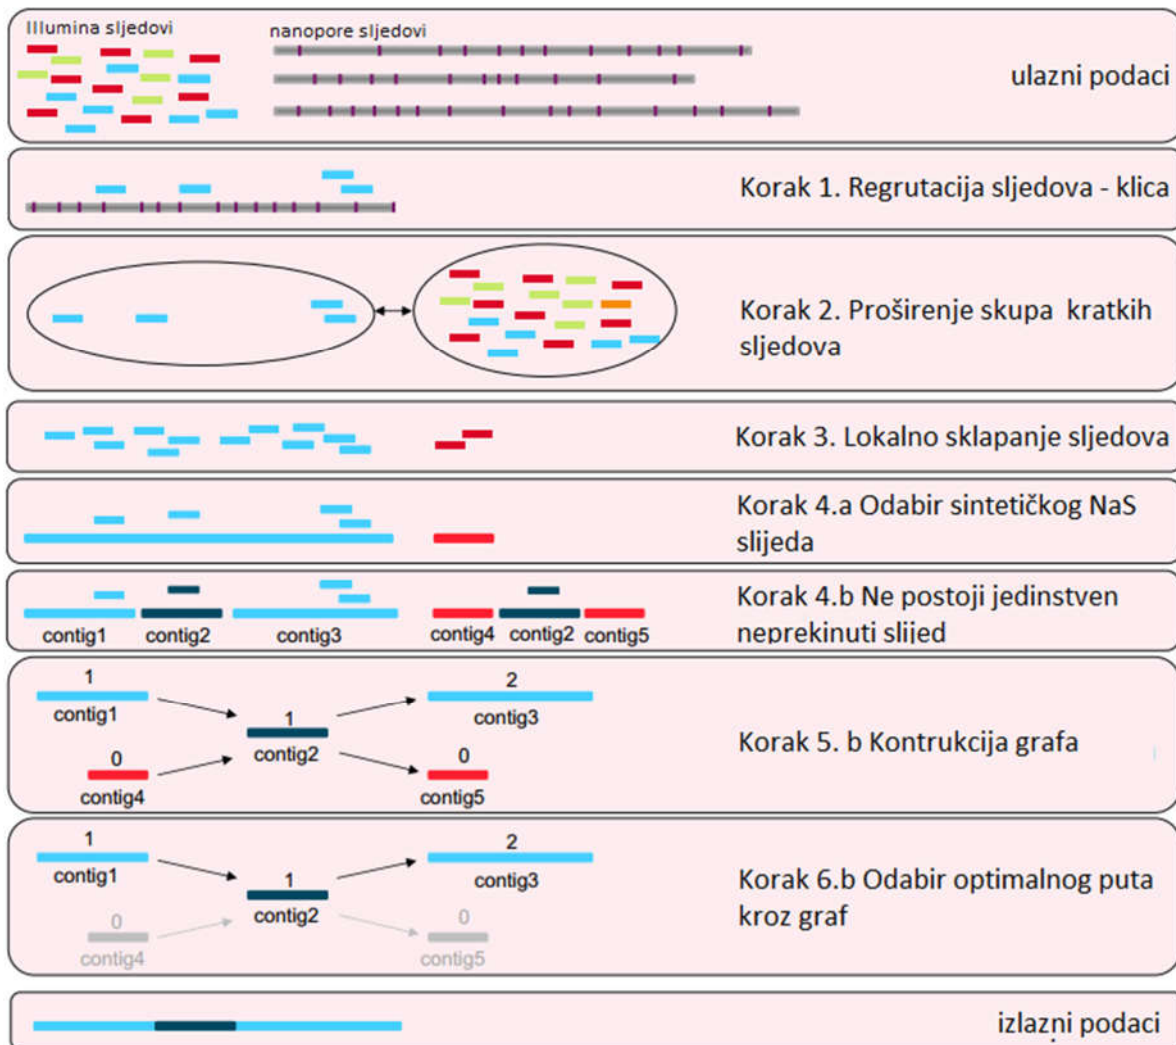 Illumina sljedovi
nanopore sljedovi
ulazni podaci
Korak 1. Regrutacija sljedova - klica
Korak 2. Proširenje skupa kratkih
sljedova
Korak 3. Lokalno sklapanje sljedova
Korak 4.a Odabir sintetičkog NaS
slijeda
contig1
contig2
contig3
contig4
contig2
contig5
Korak 4.b Ne postoji jedinstven
neprekinuti slijed
1
contig1
1
contig2
2
contig3
0
contig4
0
contig5
Korak 5. b Kontrukcija grafa
1
contig1
1
contig2
2
contig3
0
contig4
0
contig5
Korak 6.b Odabir optimalnog puta
kroz graf
izlazni podaci